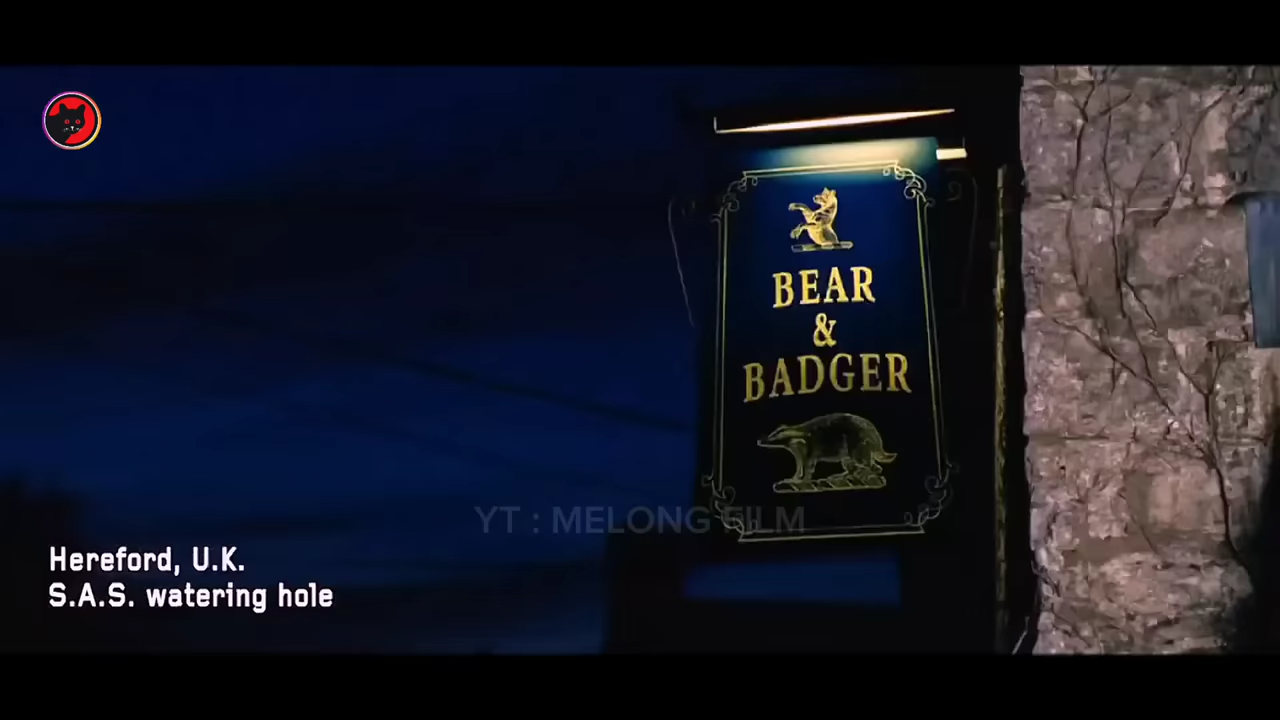 BEAR
&
BADGER
YT : MELONG FILM
Hereford, U.K.
S.A.S. watering hole